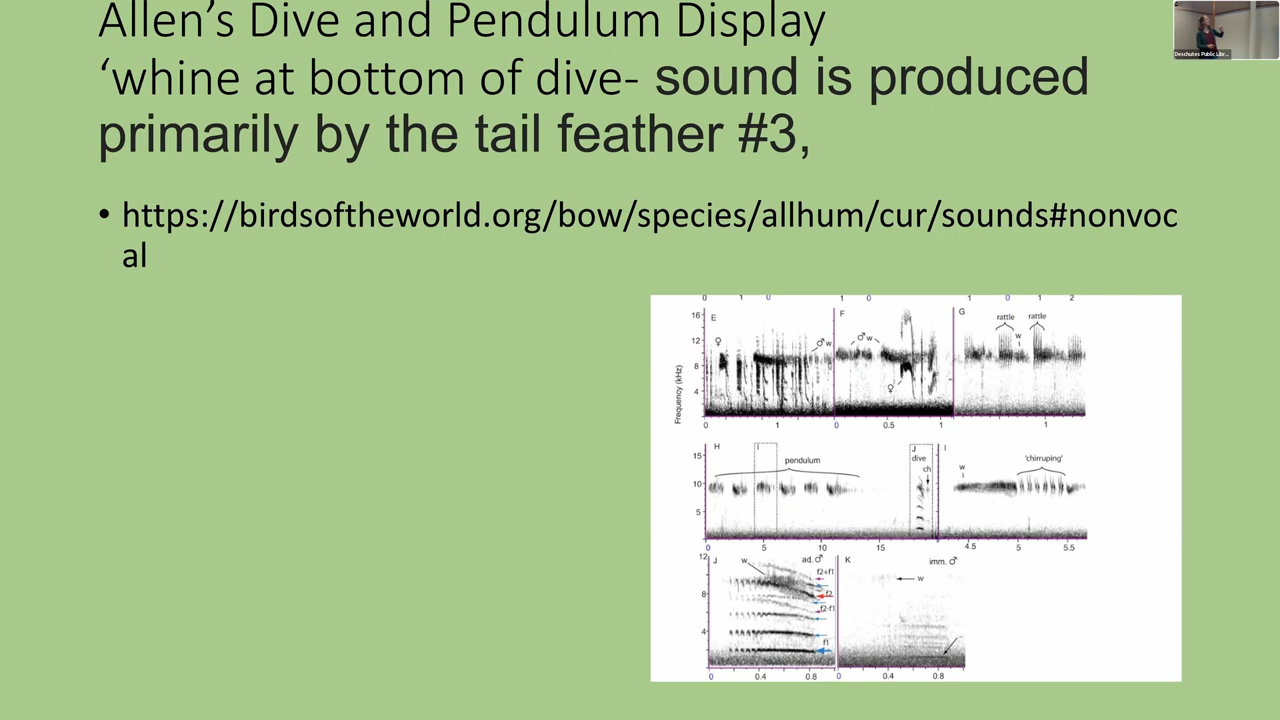 Allen's Dive and Pendulum Display
'whine at bottom of dive- sound is produced
primarily by the tail feather #3,
• https://birdsoftheworld.org/bow/species/allhum/cur/sounds#nonvoc
al
Deschutes Public Libr...
0 1 0 1 0 1 0 1 2
E F G
rattle rattle
16
12
8
4
♀ ♂ w ♂ w ♀ w
Frequency (kHz)
0 1 0 0.5 1 1
H I J I
pendulum dive ch w 'chirruping'
15
10
5
0 5 10 15 4.5 5 5.5
12
8
4
J w ad. ♂ K imm. ♂
f2+f1
w
f2
f2-f1
f1
0 0.4 0.8 0 0.4 0.8